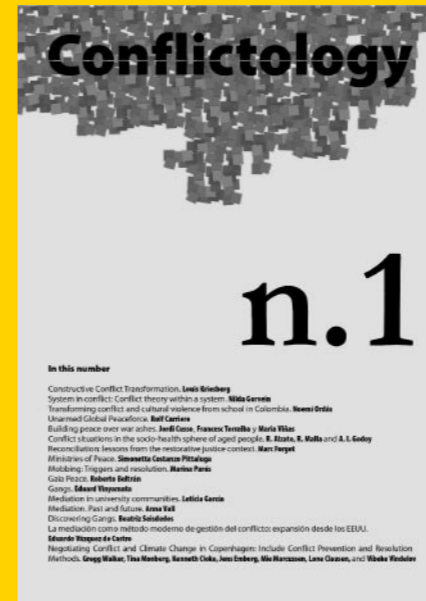 Conflictology
n.1
In this number
Constructive Conflict Transformation. Louis Kriesberg
System in conflict: Conflict theory within a system. Nilda Gorvein
Transforming conflict and cultural violence from school in Colombia. Noemí Ordás
Unarmed Global Peaceforce. Rolf Carriere
Building peace over war ashes. Jordi Cussó, Francesc Torralba y Maria Viñas
Conflict situations in the socio-health sphere of aged people. R. Alzate, R. Malla and A. I. Godoy
Reconciliation: lessons from the restorative justice context. Marc Forget
Ministries of Peace. Simonetta Costanzo Pittaluga
Mobbing: Triggers and resolution. Marina Parés
Gaia Peace. Roberto Beltrán
Gangs. Eduard Vinyamata
Mediation in university communities. Leticia García
Mediation. Past and future. Anna Vall
Discovering Gangs. Beatriz Seisdedos
La mediación como método moderno de gestión del conflicto: expansión desde los EEUU.
Eduardo Vázquez de Castro
Negotiating Conflict and Climate Change in Copenhagen: Include Conflict Prevention and Resolution
Methods. Gregg Walker, Tina Monberg, Kenneth Cloke, Jens Emborg, Mie Marcussen, Lone Clausen, and Vibeke Vindeløv